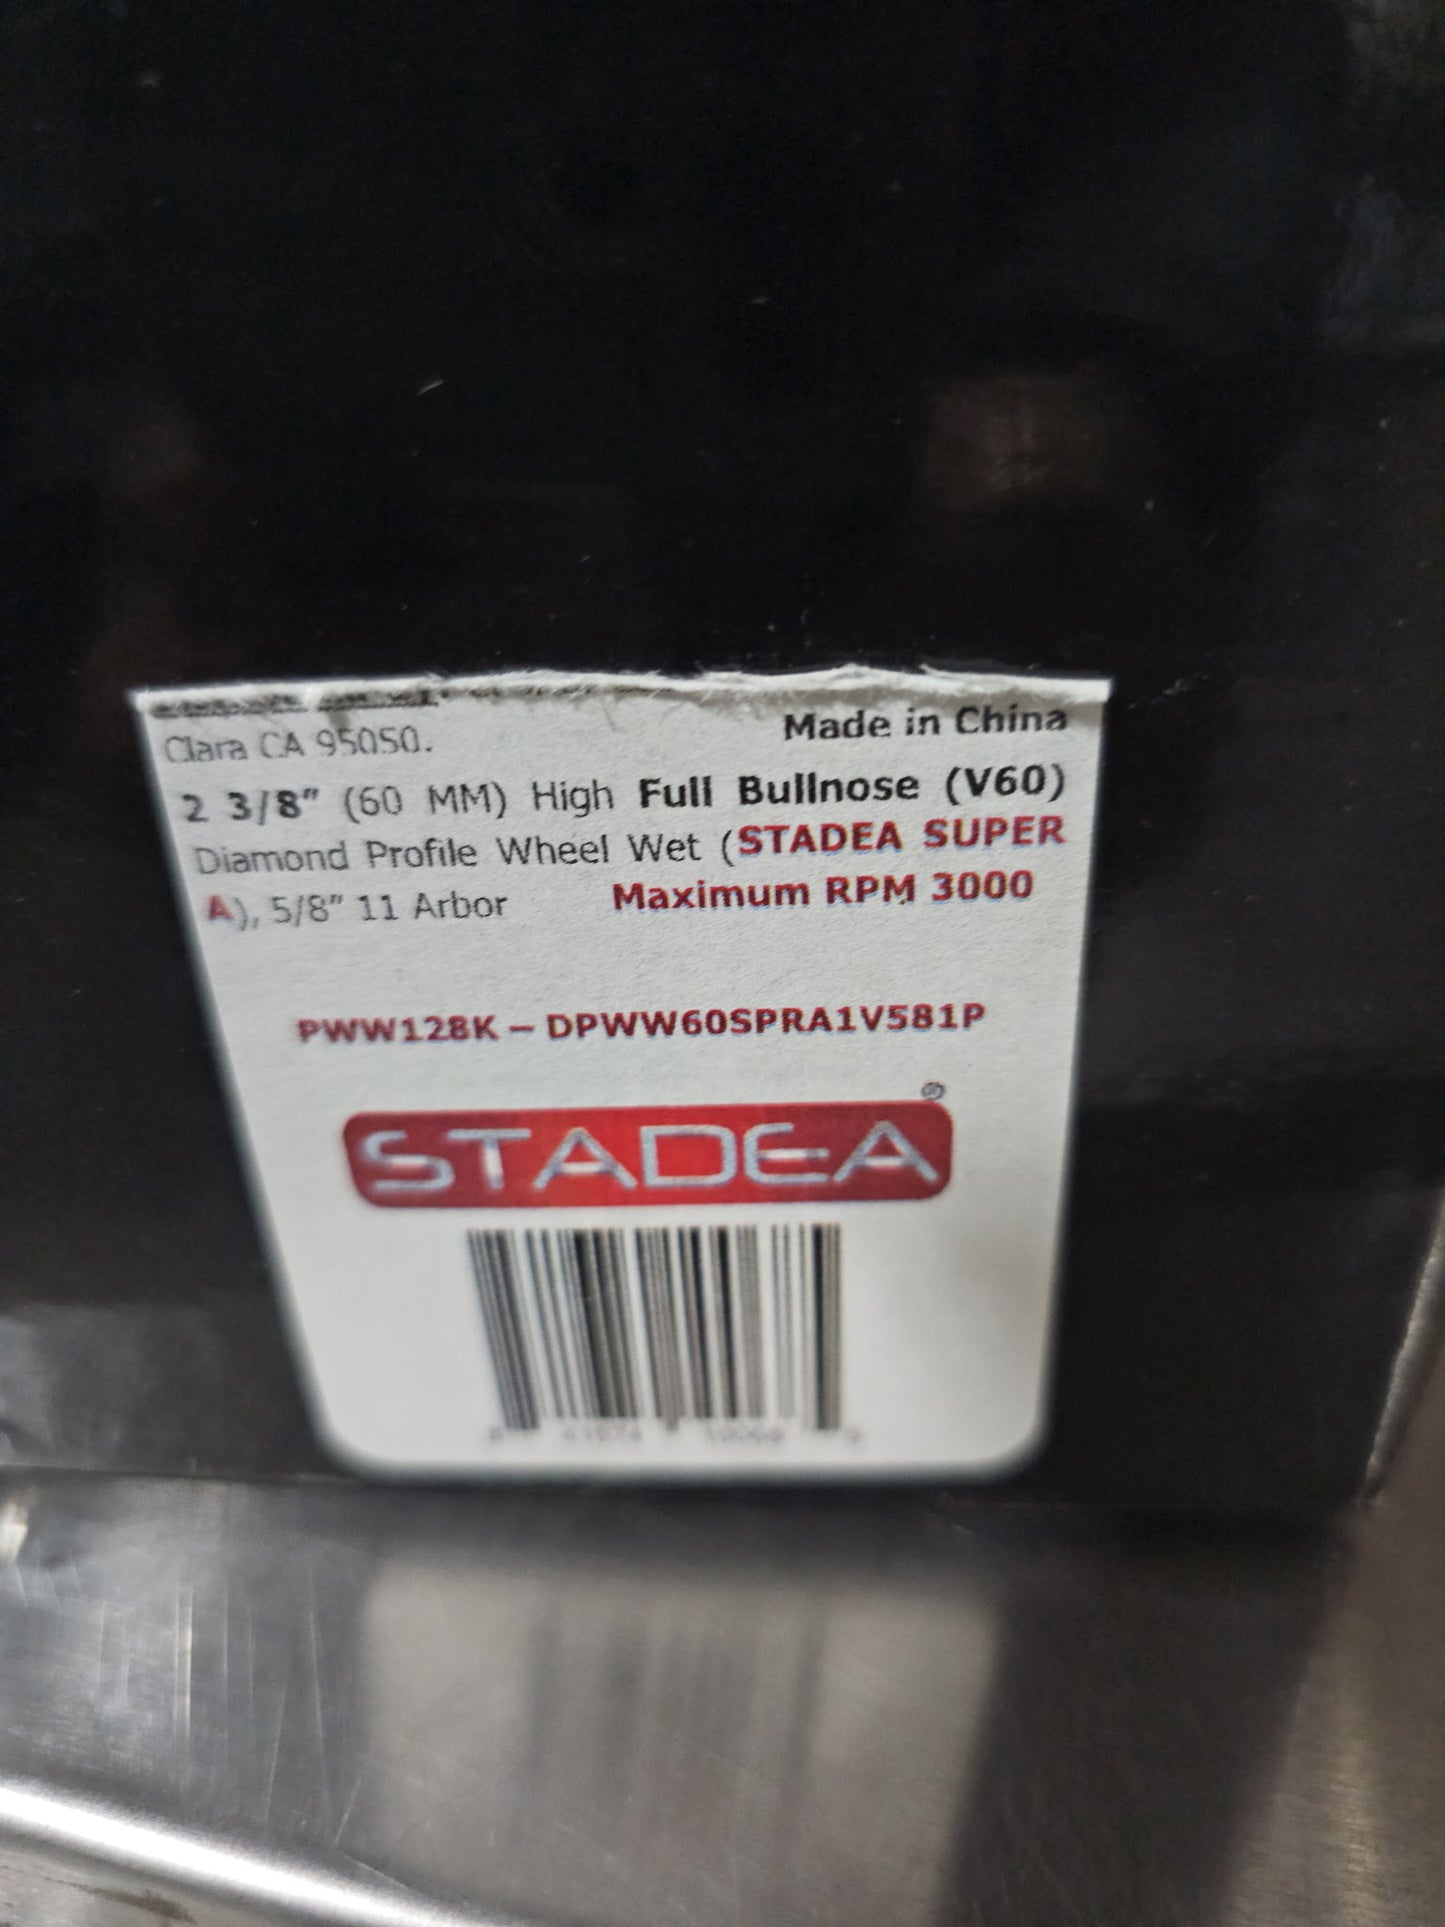 Clara CA 95050.
Made in China
2 3/8" (60 MM) High Full Bullnose (V60)
Diamond Profile Wheel Wet (STADEA SUPER
A), 5/8" 11 Arbor Maximum RPM 3000
PWW128K – DPWW60SPRA1V581P
STADEA®